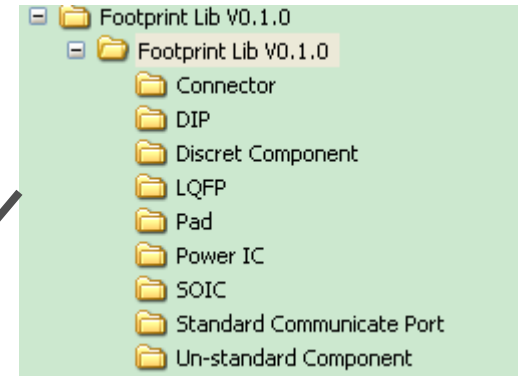 Footprint Lib V0.1.0
Footprint Lib V0.1.0
Connector
DIP
Discret Component
LQFP
Pad
Power IC
SOIC
Standard Communicate Port
Un-standard Component